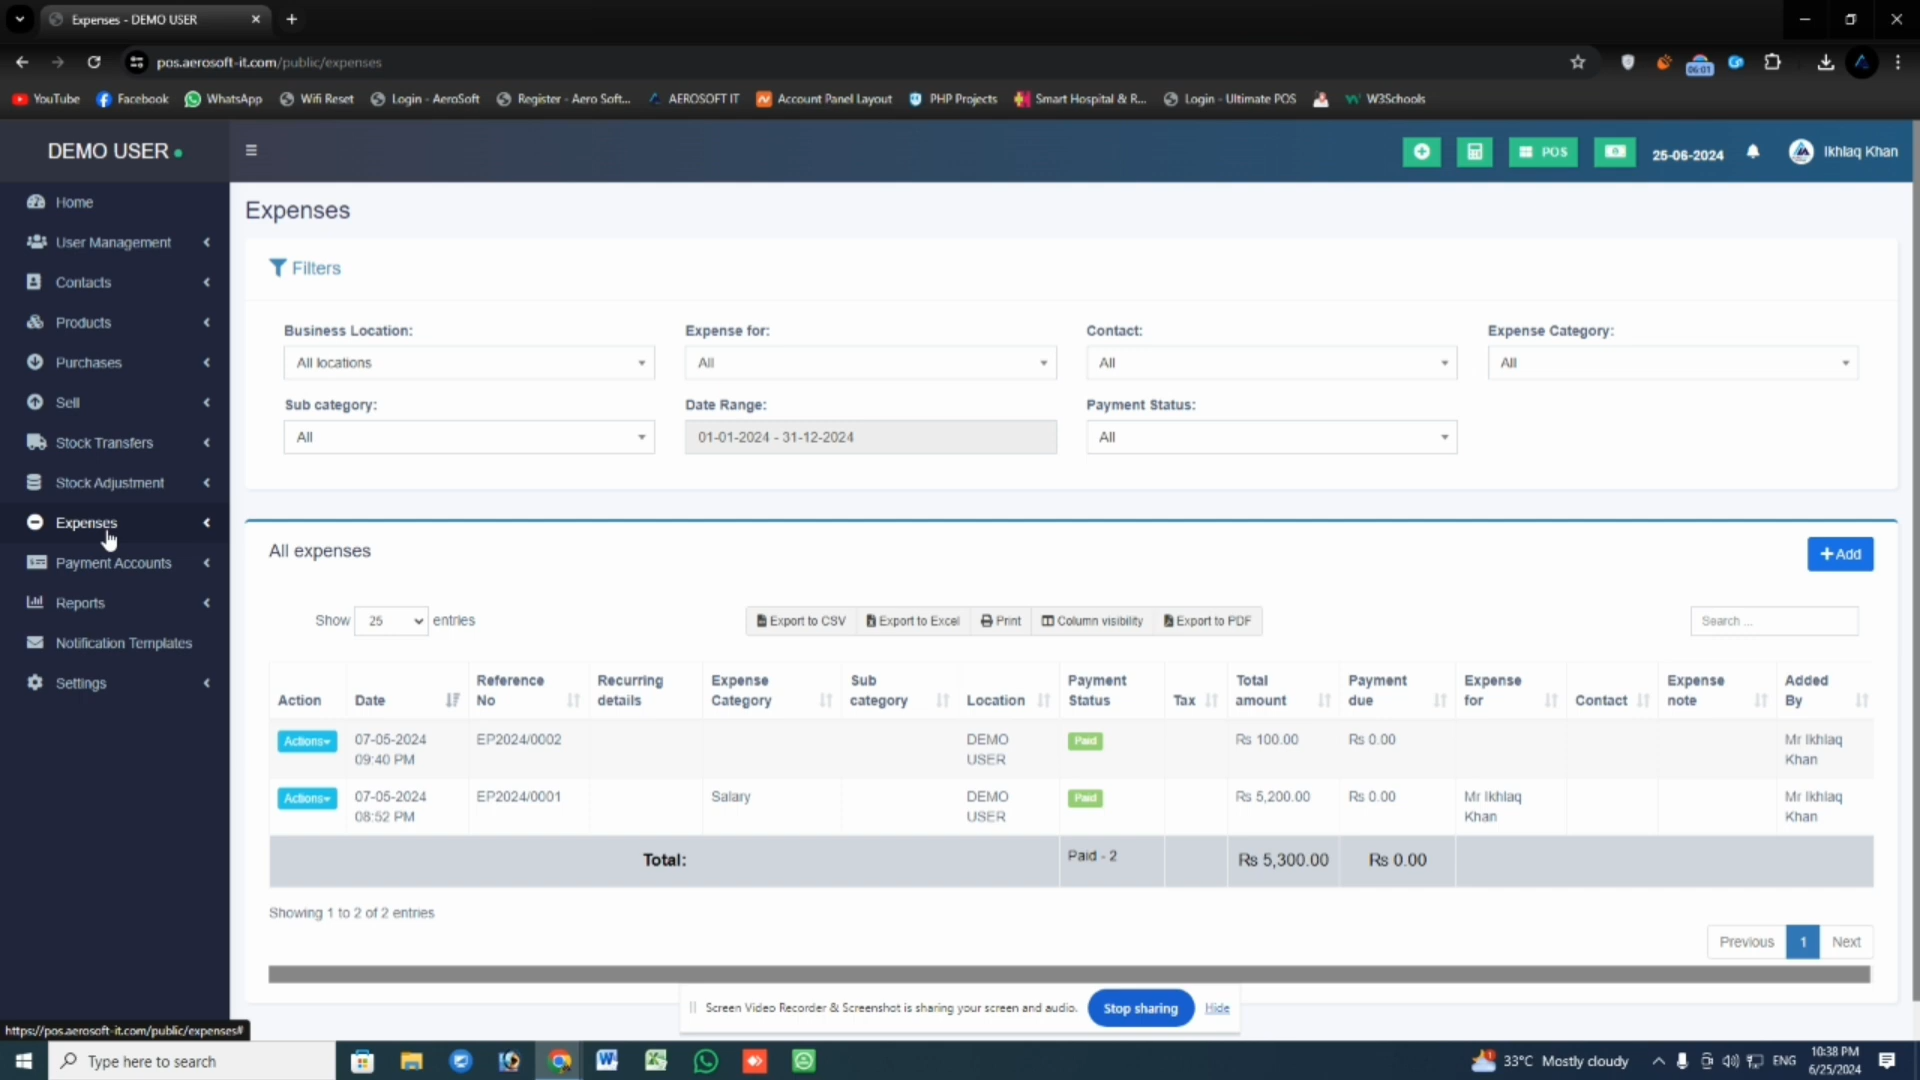 Expenses - DEMO USER
pos.aerosoft-it.com/public/expenses
06:01
YouTube
Facebook
WhatsApp
Wifi Reset
Login - AeroSoft
Register - Aero Soft...
AEROSOFT IT
Account Panel Layout
PHP Projects
Smart Hospital & R...
Login - Ultimate POS
W3Schools
DEMO USER
POS
25-06-2024
Ikhlaq Khan
Home
User Management
Contacts
Products
Purchases
Sell
Stock Transfers
Stock Adjustment
Expenses
Payment Accounts
Reports
Notification Templates
Settings
Expenses
Filters
Business Location:
Expense for:
Contact:
Expense Category:
All locations
All
All
All
Sub category:
Date Range:
Payment Status:
All
01-01-2024 - 31-12-2024
All
All expenses
+ Add
Show 25 entries
Export to CSV
Export to Excel
Print
Column visibility
Export to PDF
Search ...
Action
Date
Reference No
Recurring details
Expense Category
Sub category
Location
Payment Status
Tax
Total amount
Payment due
Expense for
Contact
Expense note
Added By
Actions 07-05-2024 EP2024/0002 DEMO Paid Rs 100.00 Rs 0.00 Mr Ikhlaq
09:40 PM USER Khan
Actions 07-05-2024 EP2024/0001 Salary DEMO Paid Rs 5,200.00 Rs 0.00 Mr Ikhlaq Mr Ikhlaq
08:52 PM USER Khan Khan
Total: Paid - 2 Rs 5,300.00 Rs 0.00
Showing 1 to 2 of 2 entries
Previous 1 Next
Screen Video Recorder & Screenshot is sharing your screen and audio.
Stop sharing
Hide
https://pos.aerosoft-it.com/public/expenses#
Type here to search
33°C Mostly cloudy
ENG
10:38 PM
6/25/2024